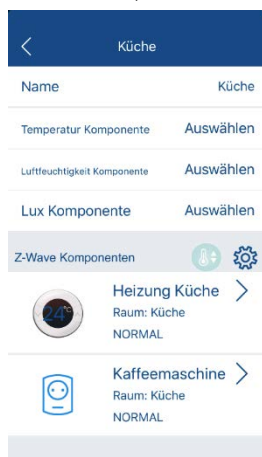 Küche
Name Küche
Temperatur Komponente Auswählen
Luftfeuchtigkeit Komponente Auswählen
Lux Komponente Auswählen
Z-Wave Komponenten
24°
Heizung Küche
Raum: Küche
NORMAL
Kaffeemaschine
Raum: Küche
NORMAL